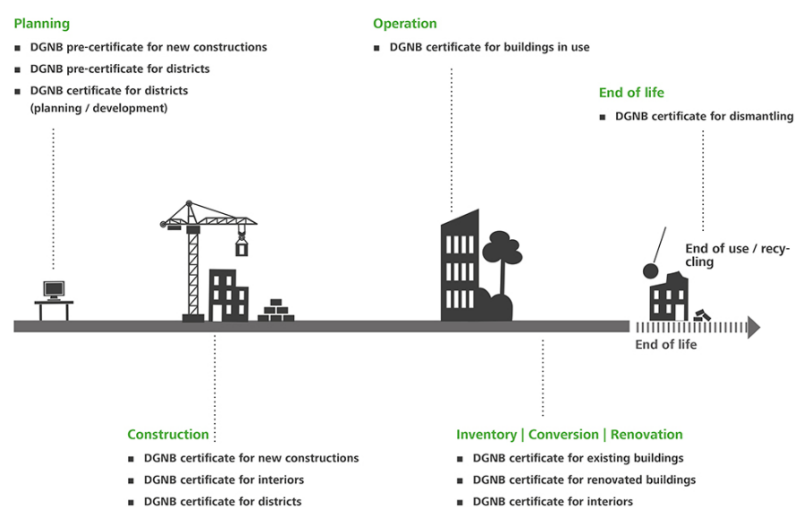 Planning
■ DGNB pre-certificate for new constructions
■ DGNB pre-certificate for districts
■ DGNB certificate for districts
(planning / development)
Operation
■ DGNB certificate for buildings in use
End of life
■ DGNB certificate for dismantling
End of use / recy-
cling
End of life
Construction
■ DGNB certificate for new constructions
■ DGNB certificate for interiors
■ DGNB certificate for districts
Inventory | Conversion | Renovation
■ DGNB certificate for existing buildings
■ DGNB certificate for renovated buildings
■ DGNB certificate for interiors